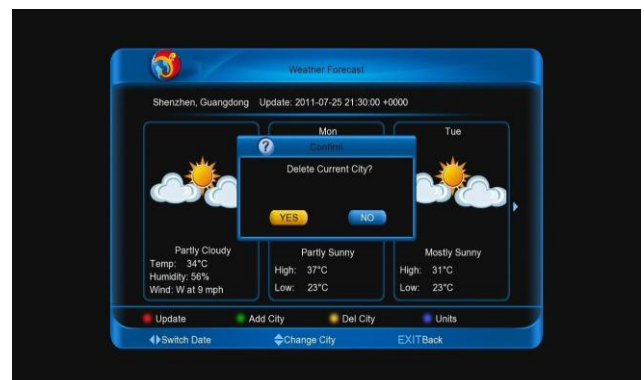 Weather Forecast
Shenzhen, Guangdong Update: 2011-07-25 21:30:00 +0000
Mon Tue
Confirm
Delete Current City?
YES NO
Partly Cloudy
Temp: 34°C
Humidity: 56%
Wind: W at 9 mph
Partly Sunny
High: 37°C
Low: 23°C
Mostly Sunny
High: 31°C
Low: 23°C
Update Add City Del City Units
Switch Date Change City EXIT Back